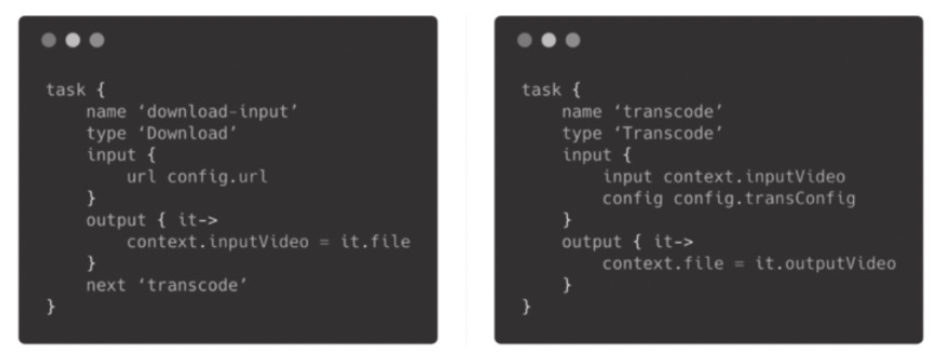 task {
    name ‘download-input’
    type ‘Download’
    input {
        url config.url
    }
    output { it->
        context.inputVideo = it.file
    }
    next ‘transcode’
}
task {
    name ‘transcode’
    type ‘Transcode’
    input {
        input context.inputVideo
        config config.transConfig
    }
    output { it->
        context.file = it.outputVideo
    }
}